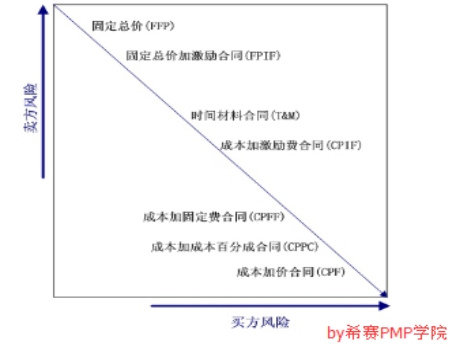 固定总价(FFP)
固定总价加激励合同(FPIF)
时间材料合同(T&M)
成本加激励费合同(CPIF)
成本加固定费合同(CPFF)
成本加成本百分成合同(CPPC)
成本加价合同(CPF)
卖方风险
买方风险
by希赛PMP学院